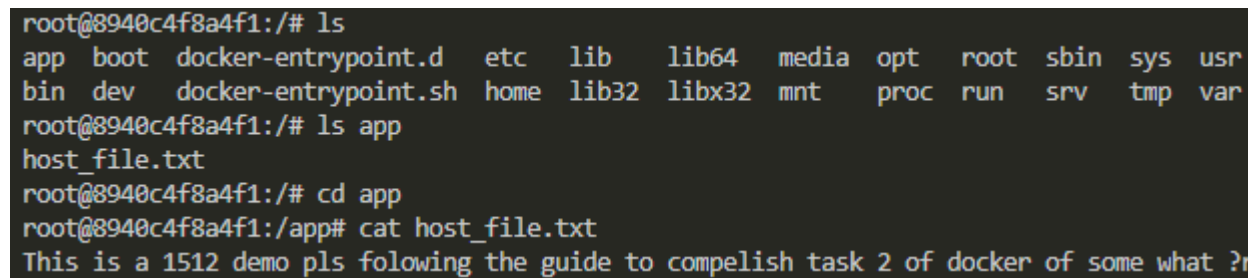 root@8940c4f8a4f1:/# ls
app boot docker-entrypoint.d etc lib lib64 media opt root sbin sys usr
bin dev docker-entrypoint.sh home lib32 libx32 mnt proc run srv tmp var
root@8940c4f8a4f1:/# ls app
host_file.txt
root@8940c4f8a4f1:/# cd app
root@8940c4f8a4f1:/app# cat host_file.txt
This is a 1512 demo pls folowing the guide to compelish task 2 of docker of some what ?r